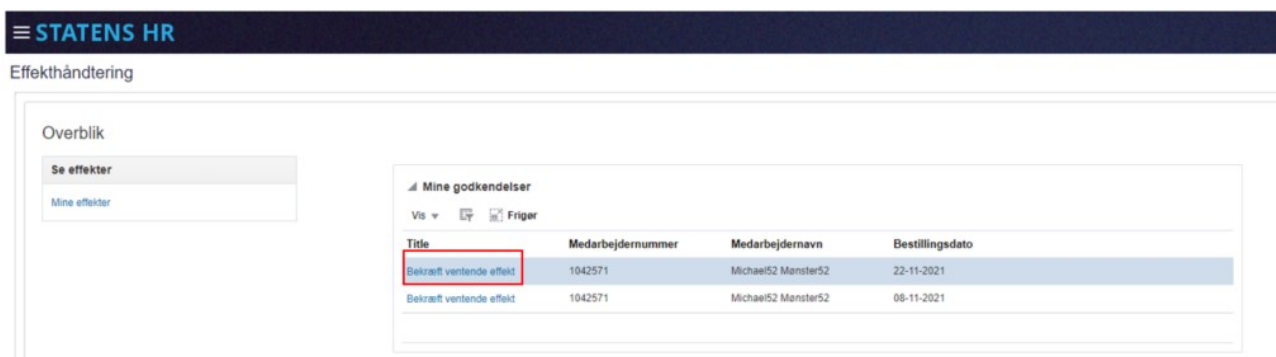 STATENS HR
Effekthåndtering
Overblik
Se effekter
Mine effekter
Mine godkendelser
Vis Frigør
Title Medarbejdernummer Medarbejdernavn Bestillingsdato
Bekræft ventende effekt 1042571 Michael52 Mønster52 22-11-2021
Bekræft ventende effekt 1042571 Michael52 Mønster52 08-11-2021